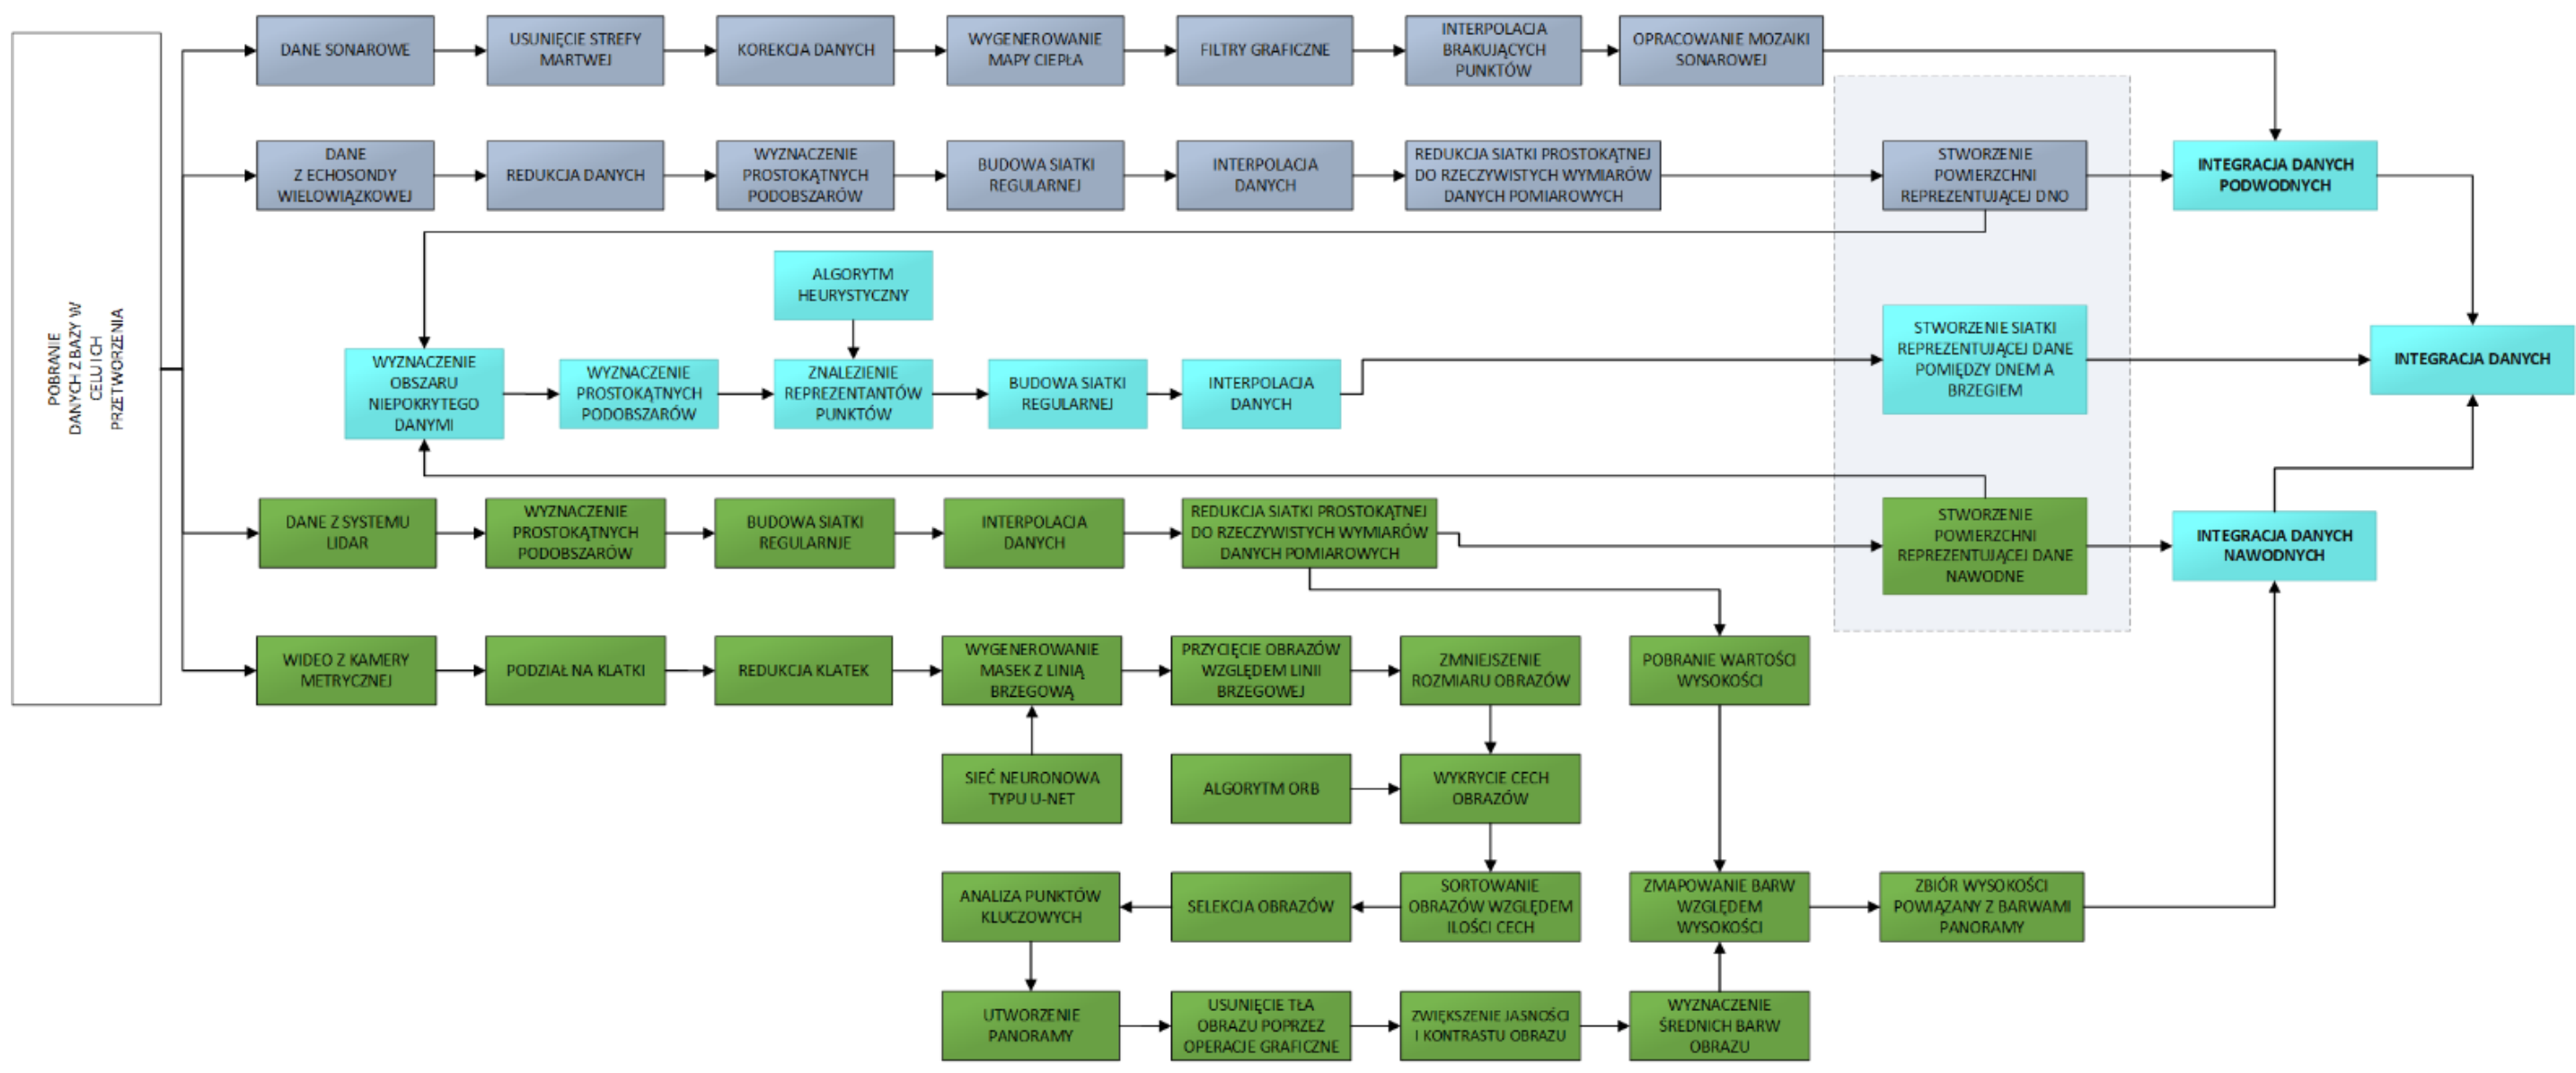 POBRANIE
DANYCH Z BAZY W
CELU ICH
PRZETWORZENIA
DANE SONAROWE
USUNIĘCIE STREFY
MARTWEJ
KOREKCJA DANYCH
WYGENEROWANIE
MAPY CIEPŁA
FILTRY GRAFICZNE
INTERPOLACJA
BRAKUJĄCYCH
PUNKTÓW
OPRACOWANIE MOZAIKI
SONAROWEJ
DANE
Z ECHOSONDY
WIELOWIĄZKOWEJ
REDUKCJA DANYCH
WYZNACZENIE
PROSTOKĄTNYCH
PODOBSZARÓW
BUDOWA SIATKI
REGULARNEJ
INTERPOLACJA
DANYCH
REDUKCJA SIATKI PROSTOKĄTNEJ
DO RZECZYWISTYCH WYMIARÓW
DANYCH POMIAROWYCH
STWORZENIE
POWIERZCHNI
REPREZENTUJĄCEJ DNO
INTEGRACJA DANYCH
PODWODNYCH
ALGORYTM
HEURYSTYCZNY
WYZNACZENIE
OBSZARU
NIEPOKRYTEGO
DANYMI
WYZNACZENIE
PROSTOKĄTNYCH
PODOBSZARÓW
ZNALEZIENIE
REPREZENTANTÓW
PUNKTÓW
BUDOWA SIATKI
REGULARNEJ
INTERPOLACJA
DANYCH
STWORZENIE SIATKI
REPREZENTUJĄCEJ DANE
POMIĘDZY DNEM A
BRZEGIEM
INTEGRACJA DANYCH
DANE Z SYSTEMU
LIDAR
WYZNACZENIE
PROSTOKĄTNYCH
PODOBSZARÓW
BUDOWA SIATKI
REGULARNJE
INTERPOLACJA
DANYCH
REDUKCJA SIATKI PROSTOKĄTNEJ
DO RZECZYWISTYCH WYMIARÓW
DANYCH POMIAROWYCH
STWORZENIE
POWIERZCHNI
REPREZENTUJĄCEJ DANE
NAWODNE
INTEGRACJA DANYCH
NAWODNYCH
WIDEO Z KAMERY
METRYCZNEJ
PODZIAŁ NA KLATKI
REDUKCJA KLATEK
WYGENEROWANIE
MASEK Z LINIĄ
BRZEGOWĄ
PRZYCIĘCIE OBRAZÓW
WZGLĘDEM LINII
BRZEGOWEJ
ZMNIEJSZENIE
ROZMIARU OBRAZÓW
POBRANIE WARTOŚCI
WYSOKOŚCI
SIEĆ NEURONOWA
TYPU U-NET
ALGORYTM ORB
WYKRYCIE CECH
OBRAZÓW
ANALIZA PUNKTÓW
KLUCZOWYCH
SELEKCJA OBRAZÓW
SORTOWANIE
OBRAZÓW WZGLĘDEM
ILOŚCI CECH
ZMAPOWANIE BARW
WZGLĘDEM
WYSOKOŚCI
ZBIÓR WYSOKOŚCI
POWIĄZANY Z BARWAMI
PANORAMY
UTWORZENIE
PANORAMY
USUNIĘCIE TŁA
OBRAZU POPRZEZ
OPERACJE GRAFICZNE
ZWIĘKSZENIE JASNOŚCI
I KONTRASTU OBRAZU
WYZNACZENIE
ŚREDNICH BARW
OBRAZU